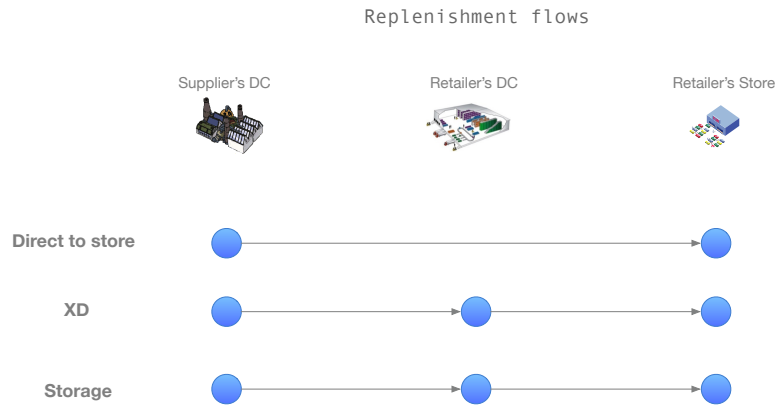 Replenishment flows
Supplier’s DC
Retailer’s DC
Retailer’s Store
Direct to store
XD
Storage